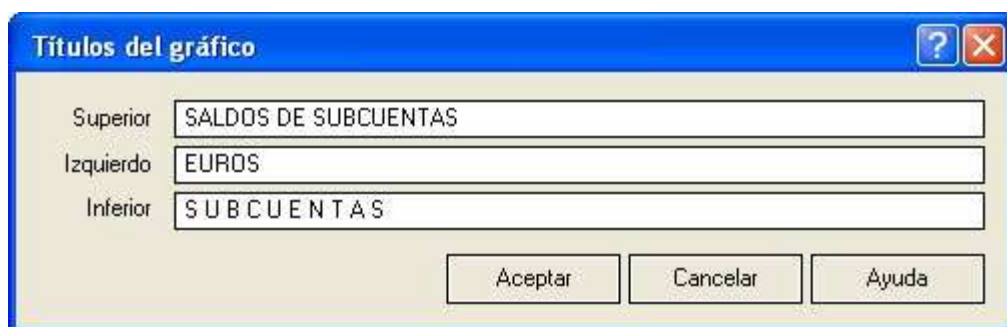 Títulos del gráfico
Superior SALDOS DE SUBCUENTAS
Izquierdo EUROS
Inferior S U B C U E N T A S
Aceptar Cancelar Ayuda